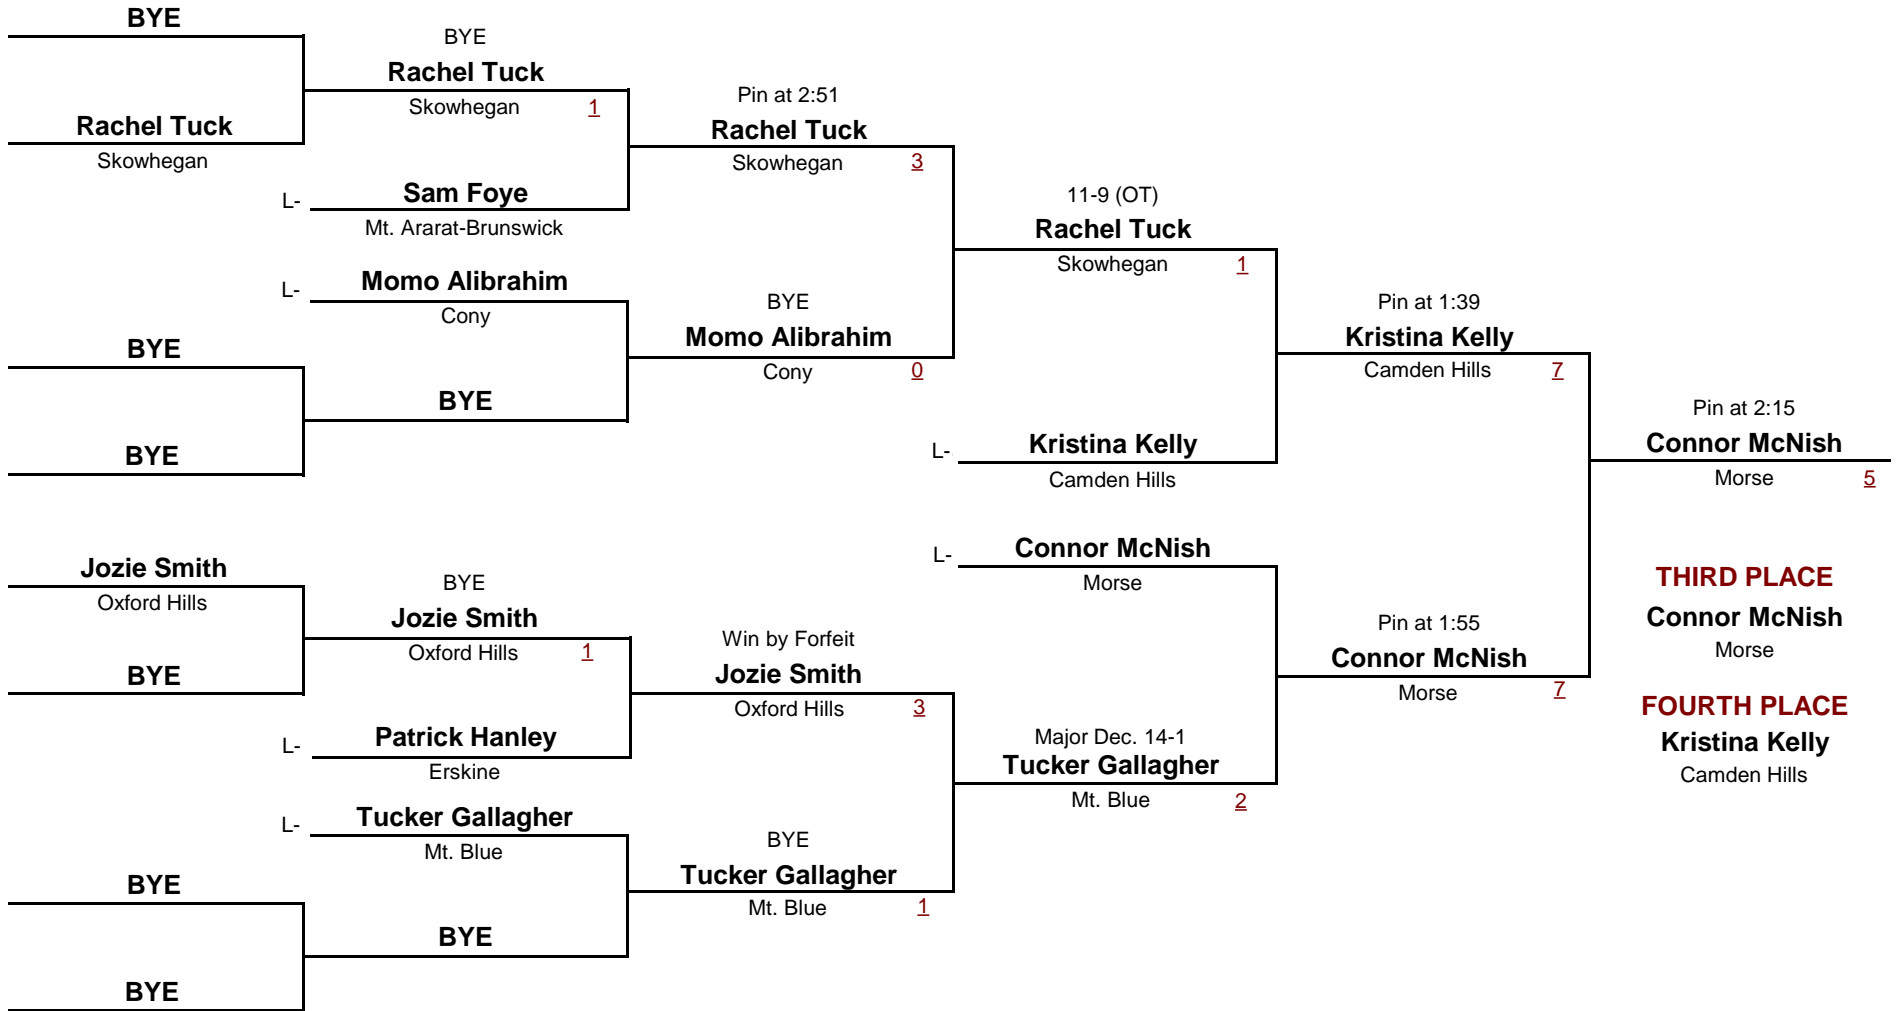 BYE
Rachel Tuck
Skowhegan
BYE
BYE
Jozie Smith
Oxford Hills
BYE
BYE
BYE
BYE
Rachel Tuck
Skowhegan 1
L- Sam Foye
Mt. Ararat-Brunswick
L- Momo Alibrahim
Cony
BYE
BYE
Jozie Smith
Oxford Hills 1
L- Patrick Hanley
Erskine
L- Tucker Gallagher
Mt. Blue
BYE
Pin at 2:51
Rachel Tuck
Skowhegan 3
BYE
Momo Alibrahim
Cony 0
Win by Forfeit
Jozie Smith
Oxford Hills 3
BYE
Tucker Gallagher
Mt. Blue 1
11-9 (OT)
Rachel Tuck
Skowhegan 1
L- Kristina Kelly
Camden Hills
L- Connor McNish
Morse
Major Dec. 14-1
Tucker Gallagher
Mt. Blue 2
Pin at 1:39
Kristina Kelly
Camden Hills 7
Pin at 1:55
Connor McNish
Morse 7
Pin at 2:15
Connor McNish
Morse 5
THIRD PLACE
Connor McNish
Morse
FOURTH PLACE
Kristina Kelly
Camden Hills